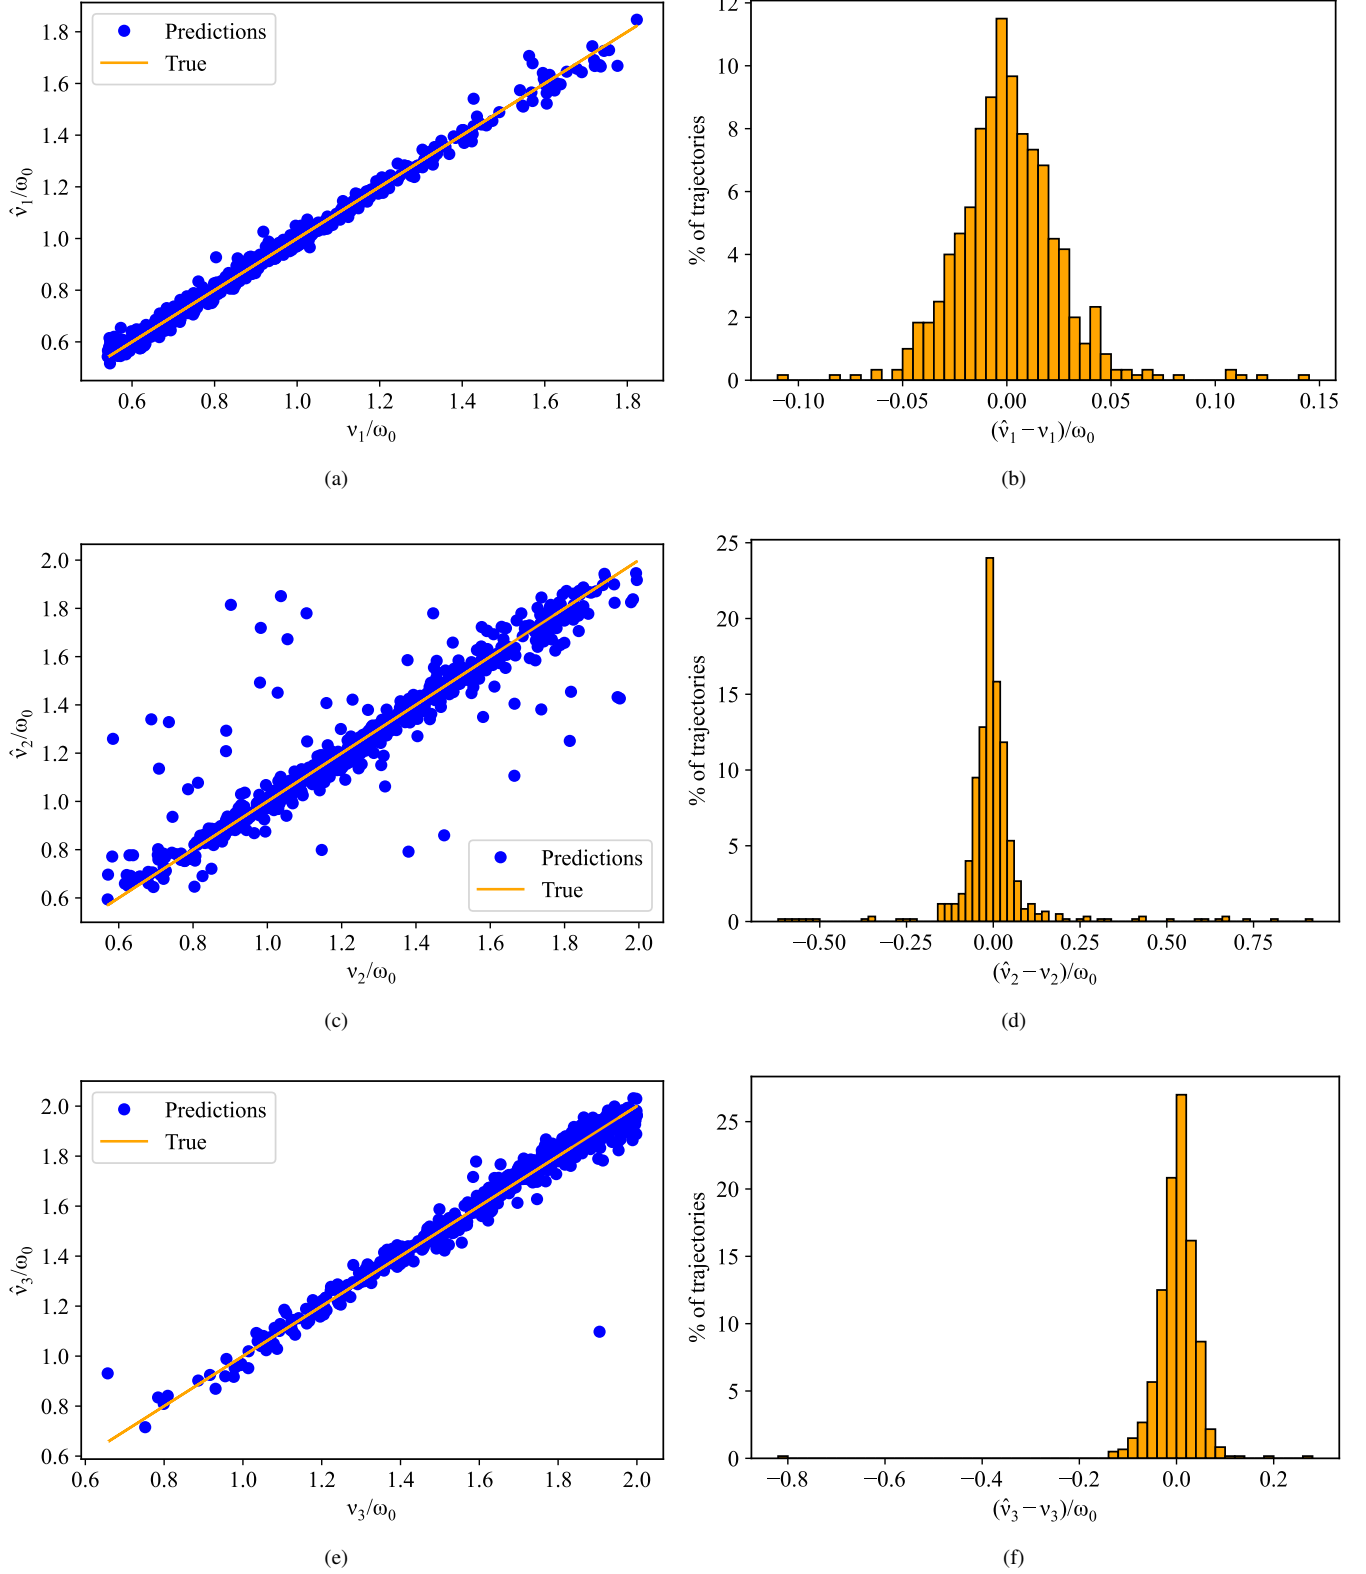 1.8
1.6
1.4
1.2
1.0
0.8
0.6
ν̂1/ω0
Predictions
True
0.6 0.8 1.0 1.2 1.4 1.6 1.8
ν1/ω0
(a)
12
10
8
6
4
2
0
% of trajectories
−0.10 −0.05 0.00 0.05 0.10 0.15
(ν̂1−ν1)/ω0
(b)
2.0
1.8
1.6
1.4
1.2
1.0
0.8
0.6
ν̂2/ω0
Predictions
True
0.6 0.8 1.0 1.2 1.4 1.6 1.8 2.0
ν2/ω0
(c)
25
20
15
10
5
0
% of trajectories
−0.50 −0.25 0.00 0.25 0.50 0.75
(ν̂2−ν2)/ω0
(d)
2.0
1.8
1.6
1.4
1.2
1.0
0.8
0.6
ν̂3/ω0
Predictions
True
0.6 0.8 1.0 1.2 1.4 1.6 1.8 2.0
ν3/ω0
(e)
25
20
15
10
5
0
% of trajectories
−0.8 −0.6 −0.4 −0.2 0.0 0.2
(ν̂3−ν3)/ω0
(f)